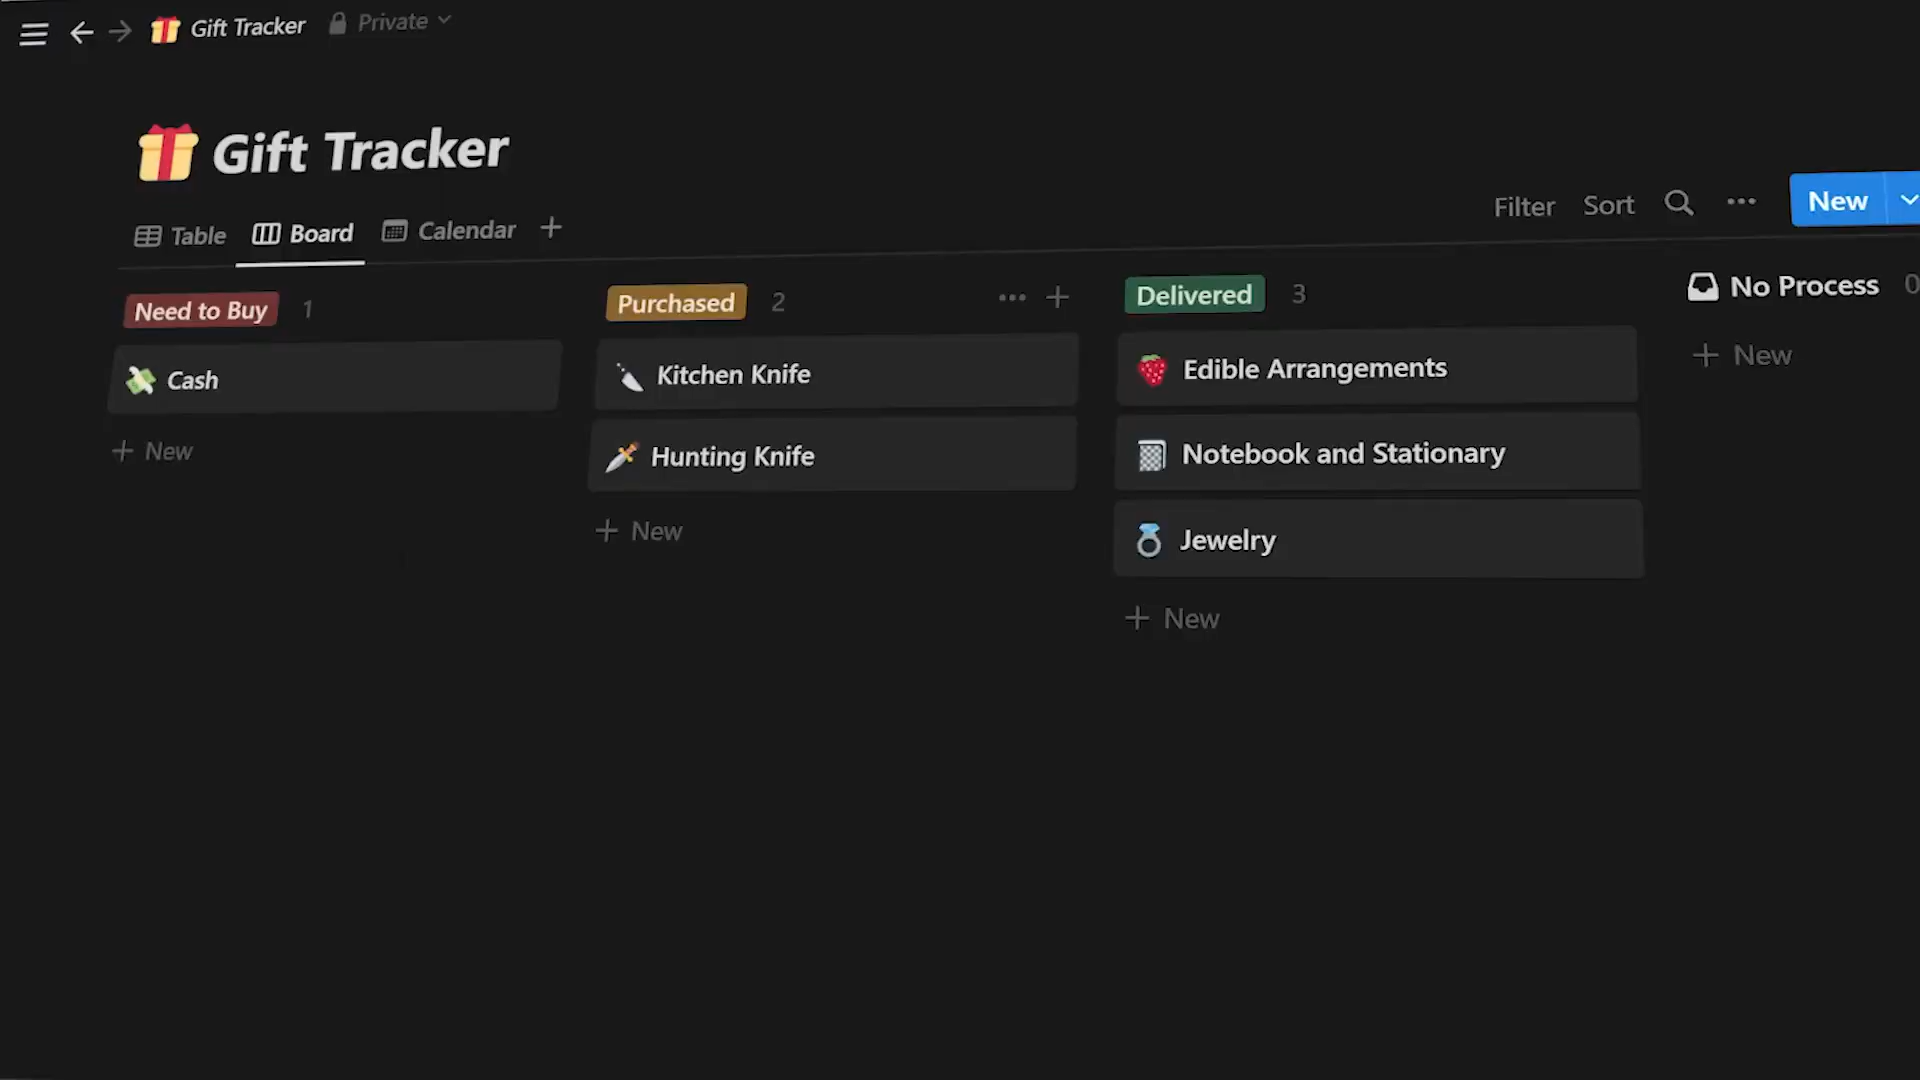 Gift Tracker Private
Gift Tracker
Table Board Calendar
Filter Sort New
Need to Buy 1
Cash
New
Purchased 2
Kitchen Knife
Hunting Knife
New
Delivered 3
Edible Arrangements
Notebook and Stationary
Jewelry
New
No Process 0
New